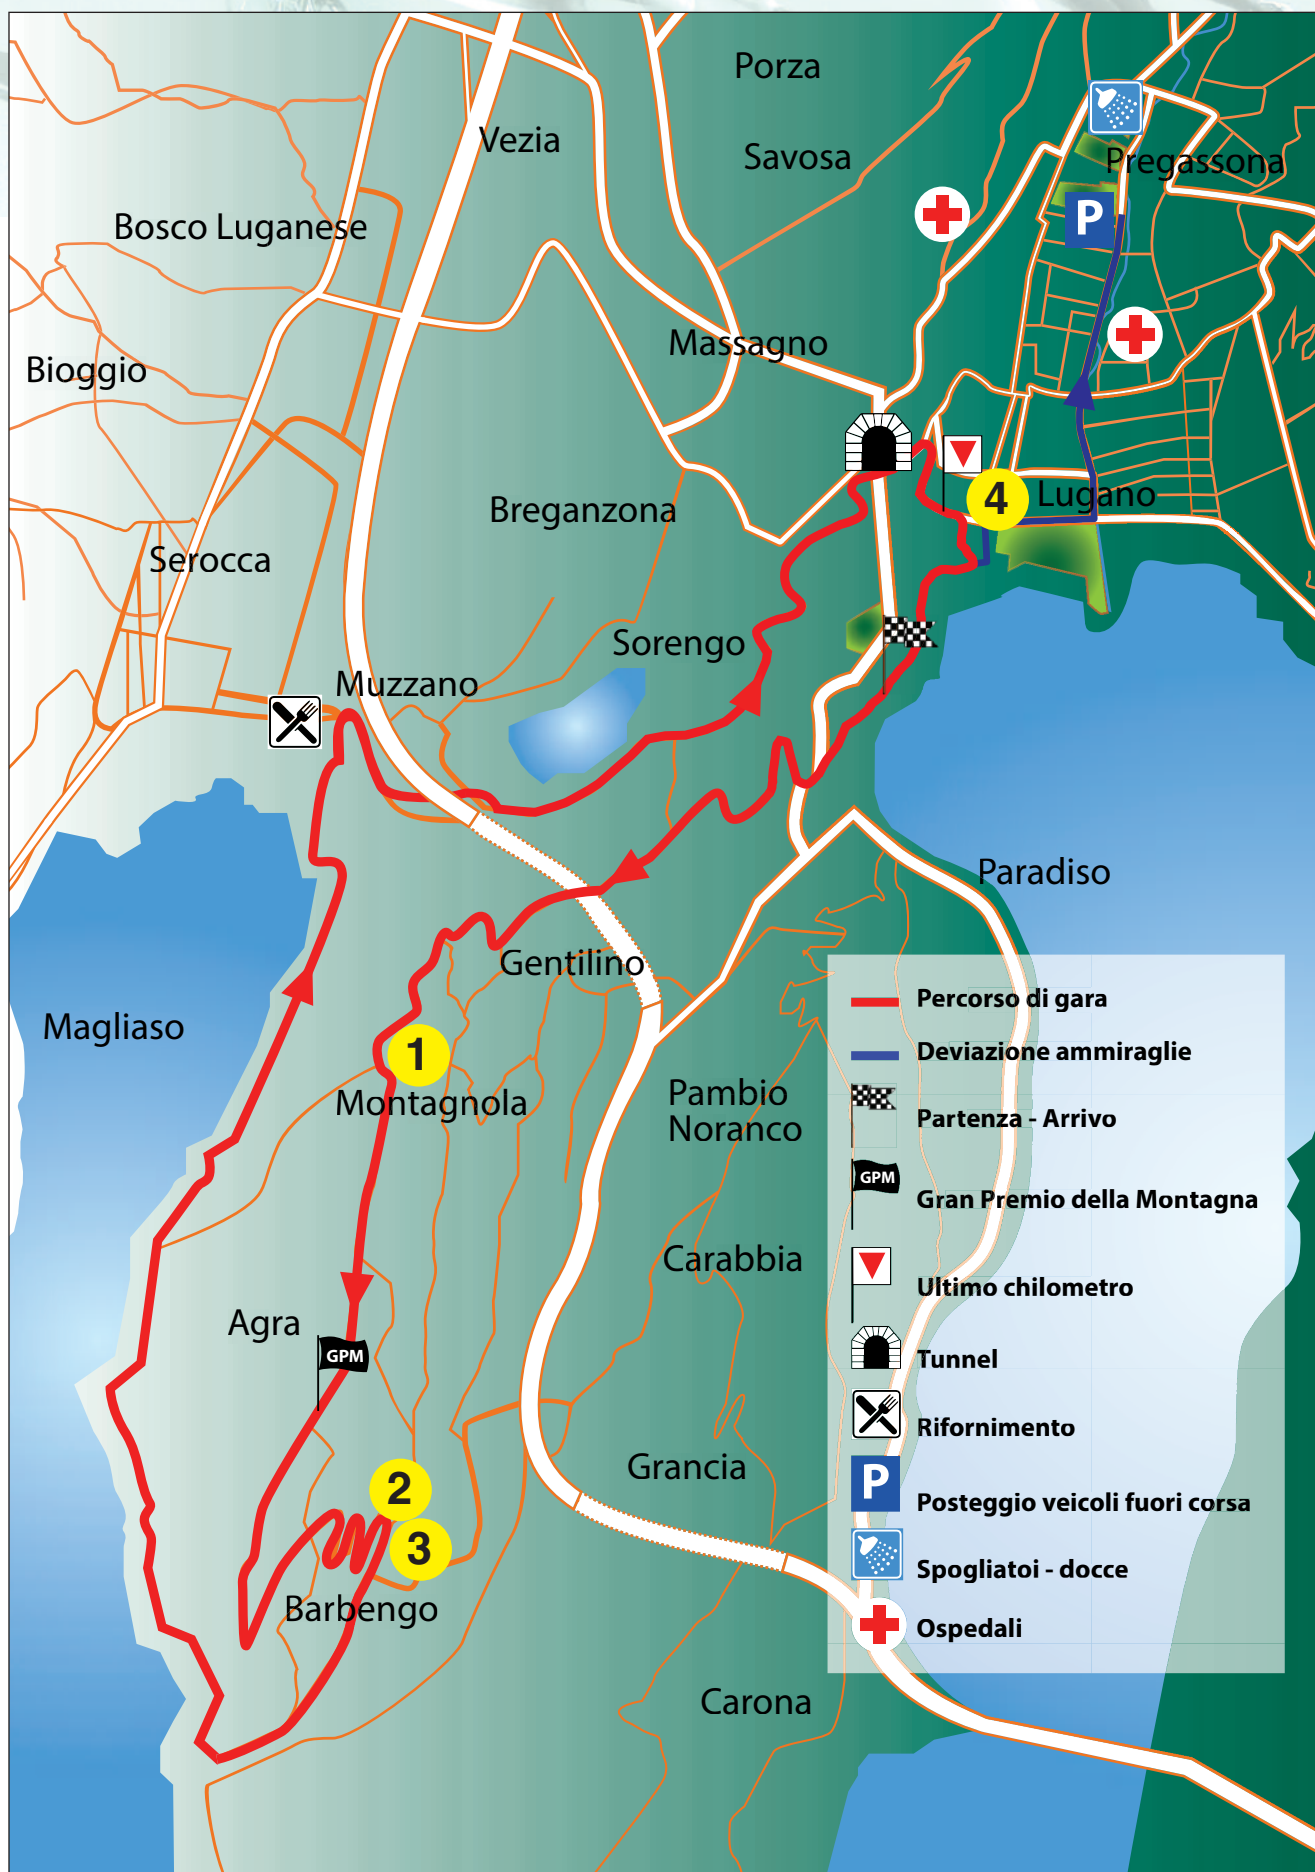 Porza
Vezia
Savosa
Pregassona
P
Bosco Luganese
Massagno
Bioggio
4
Lugano
Breganzona
Serocca
Sorengo
Muzzano
Paradiso
Gentilino
Magliaso
1
Montagnola
Pambio
Noranco
Carabbia
Agra
GPM
Grancia
2
3
Barbengo
Carona
Percorso di gara
Deviazione ammiraglie
Partenza - Arrivo
GPM
Gran Premio della Montagna
Ultimo chilometro
Tunnel
Rifornimento
P
Posteggio veicoli fuori corsa
Spogliatoi - docce
Ospedali